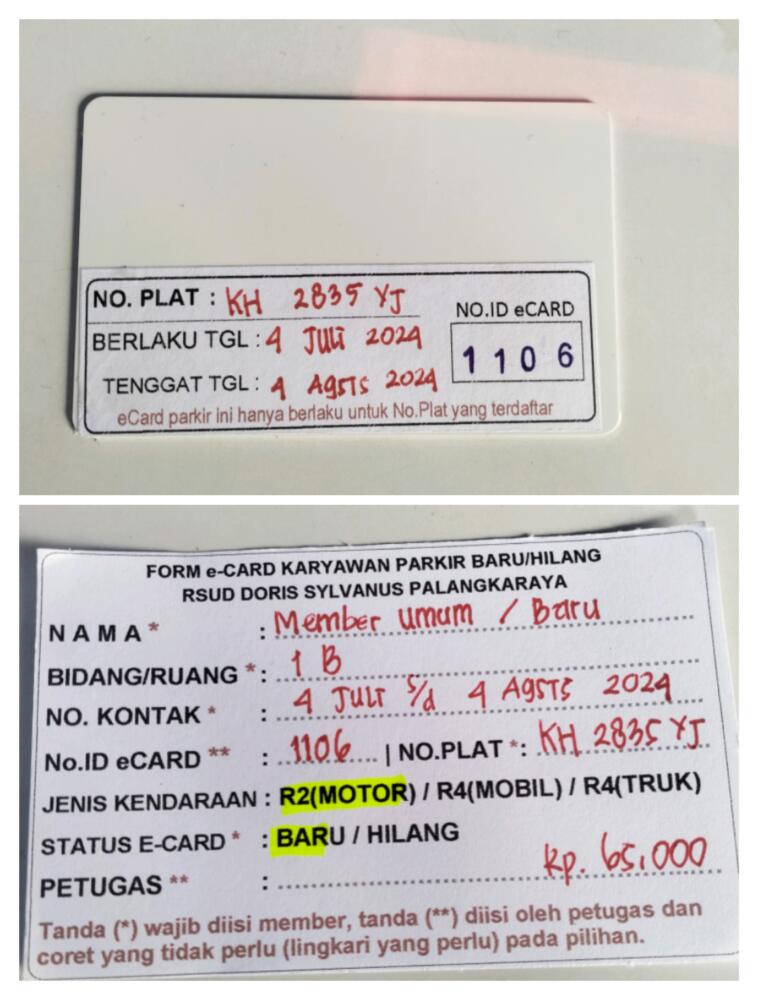 NO. PLAT : KH 2835 YJ
NO.ID eCARD
BERLAKU TGL : 4 JULI 2024
1 1 0 6
TENGGAT TGL : 4 AgsTs 2024
eCard parkir ini hanya berlaku untuk No.Plat yang terdaftar
FORM e-CARD KARYAWAN PARKIR BARU/HILANG
RSUD DORIS SYLVANUS PALANGKARAYA
N A M A * : Member umum / Baru
BIDANG/RUANG * : 1 B
NO. KONTAK * : 4 JULI s/d 4 AgsTs 2024
No.ID eCARD ** : 1106 | NO.PLAT * : KH 2835 YJ
JENIS KENDARAAN : R2(MOTOR) / R4(MOBIL) / R4(TRUK)
STATUS E-CARD * : BARU / HILANG
PETUGAS ** : Rp. 65.000
Tanda (*) wajib diisi member, tanda (**) diisi oleh petugas dan
coret yang tidak perlu (lingkari yang perlu) pada pilihan.